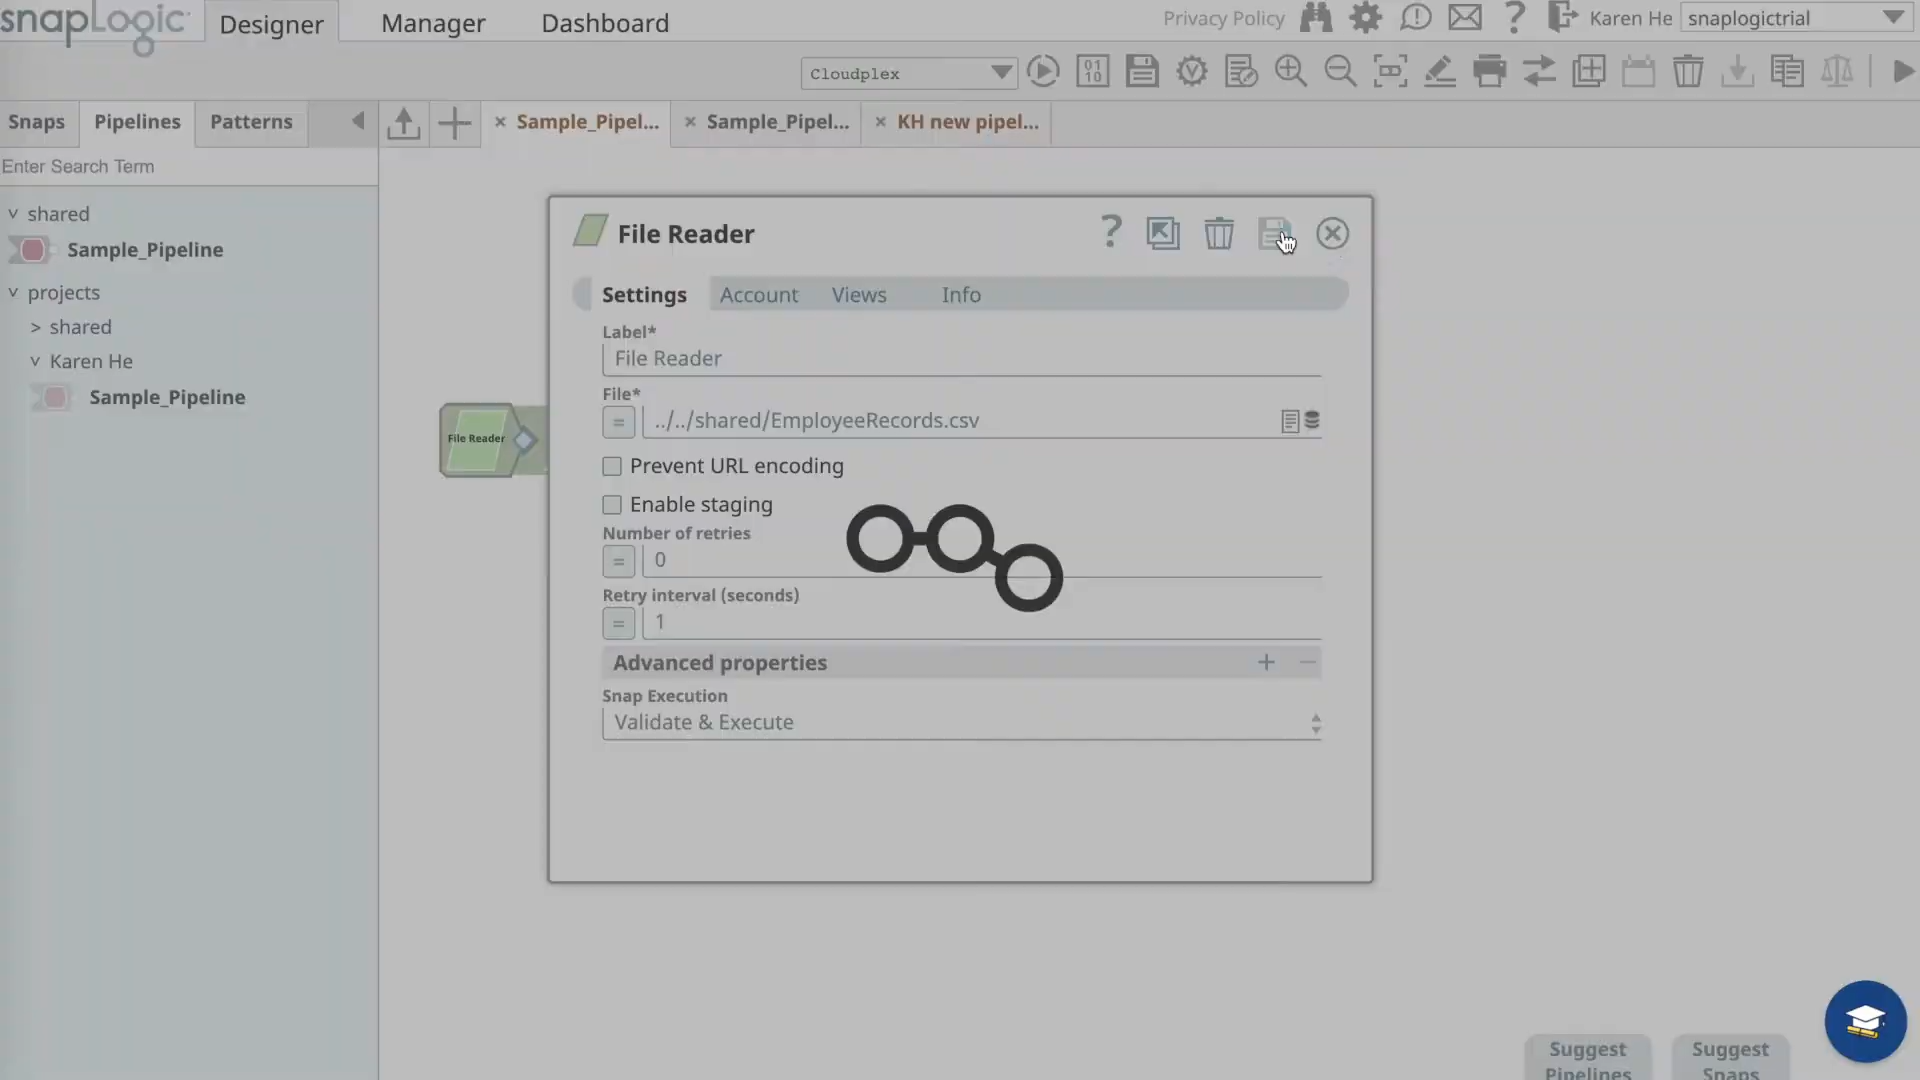 snapLogic
Designer
Manager
Dashboard
Privacy Policy
Karen He
snaplogictrial
Cloudplex
Snaps
Pipelines
Patterns
Sample_Pipel...
Sample_Pipel...
KH new pipel...
Enter Search Term
shared
Sample_Pipeline
projects
shared
Karen He
Sample_Pipeline
File Reader
File Reader
Settings
Account
Views
Info
Label*
File Reader
File*
= ../../shared/EmployeeRecords.csv
Prevent URL encoding
Enable staging
Number of retries
= 0
Retry interval (seconds)
= 1
Advanced properties
Snap Execution
Validate & Execute
Suggest
Pipelines
Suggest
Snaps